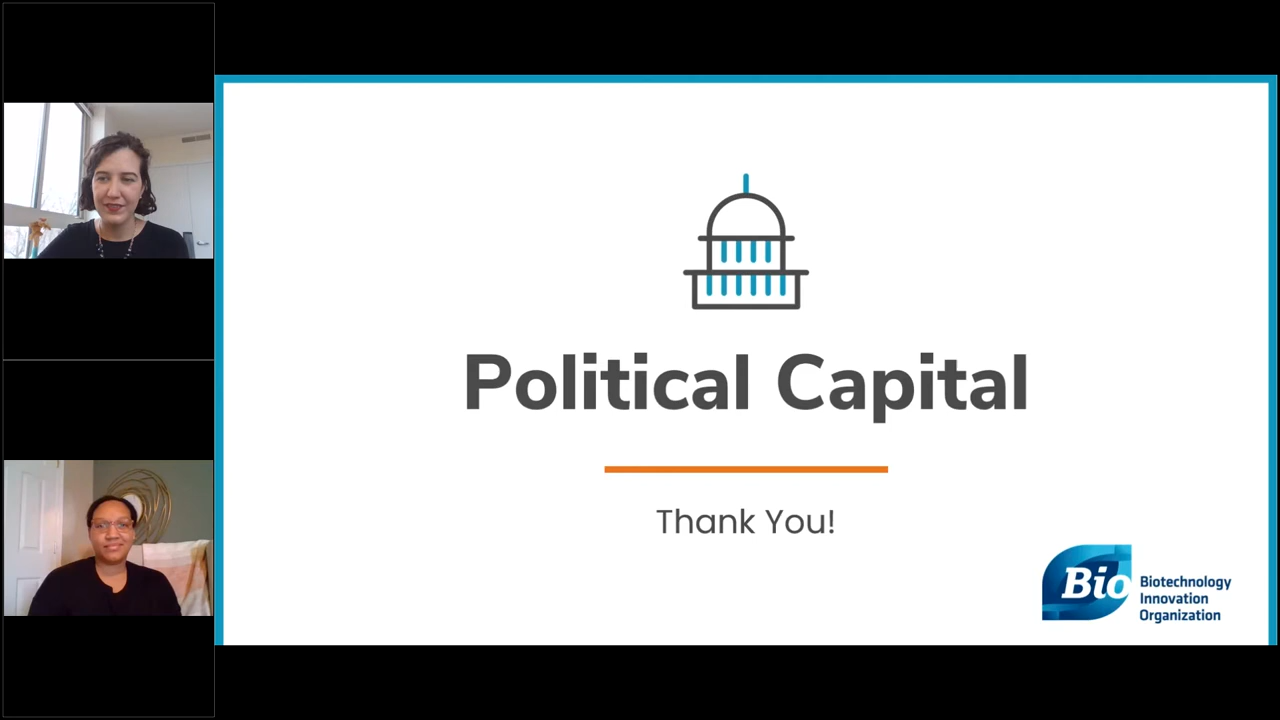 Political Capital
Thank You!
Bio
Biotechnology
Innovation
Organization